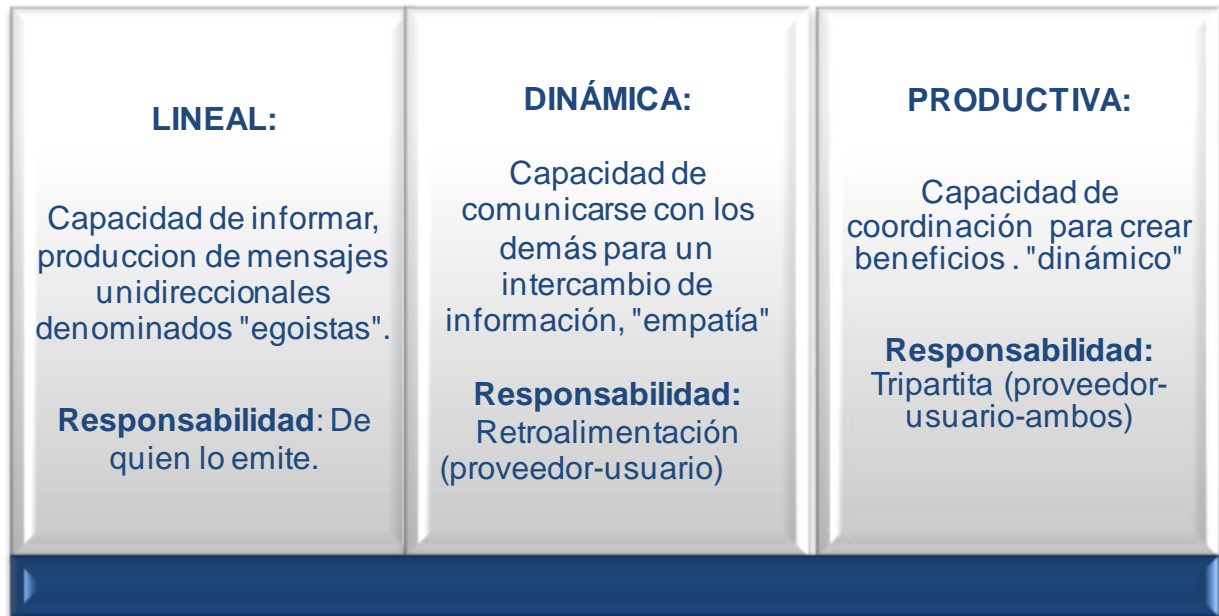 LINEAL:
Capacidad de informar,
produccion de mensajes
unidireccionales
denominados "egoistas".
Responsabilidad: De
quien lo emite.
DINÁMICA:
Capacidad de
comunicarse con los
demás para un
intercambio de
información, "empatía"
Responsabilidad:
Retroalimentación
(proveedor-usuario)
PRODUCTIVA:
Capacidad de
coordinación para crear
beneficios . "dinámico"
Responsabilidad:
Tripartita (proveedor-
usuario-ambos)